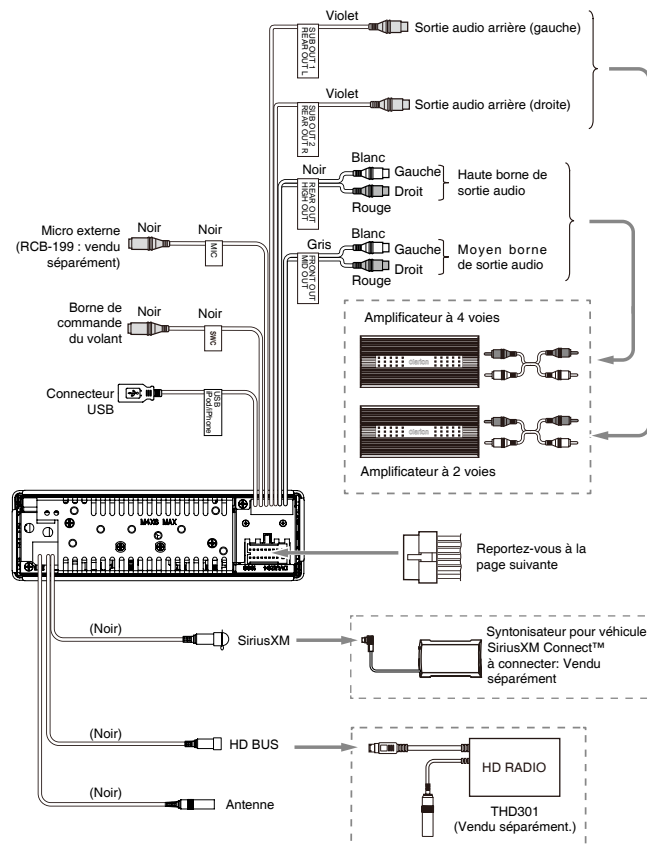 Violet
SUB OUT 1
REAR OUT L
Sortie audio arrière (gauche)
Violet
SUB OUT 2
REAR OUT R
Sortie audio arrière (droite)
Noir
REAR OUT
HIGH OUT
Blanc
Gauche
Droit
Rouge
Haute borne de
sortie audio
Gris
FRONT OUT
MID OUT
Blanc
Gauche
Droit
Rouge
Moyen borne
de sortie audio
Micro externe
(RCB-199 : vendu
séparément)
Noir
Noir
MIC
Borne de
commande
du volant
Noir
Noir
SWC
Connecteur
USB
USB
iPod/iPhone
Amplificateur à 4 voies
clarion
clarion
Amplificateur à 2 voies
M4X8 MAX
Reportez-vous à la
page suivante
(Noir)
SiriusXM
Syntonisateur pour véhicule
SiriusXM Connect™
à connecter: Vendu
séparément
(Noir)
HD BUS
HD RADIO
THD301
(Vendu séparément.)
(Noir)
Antenne